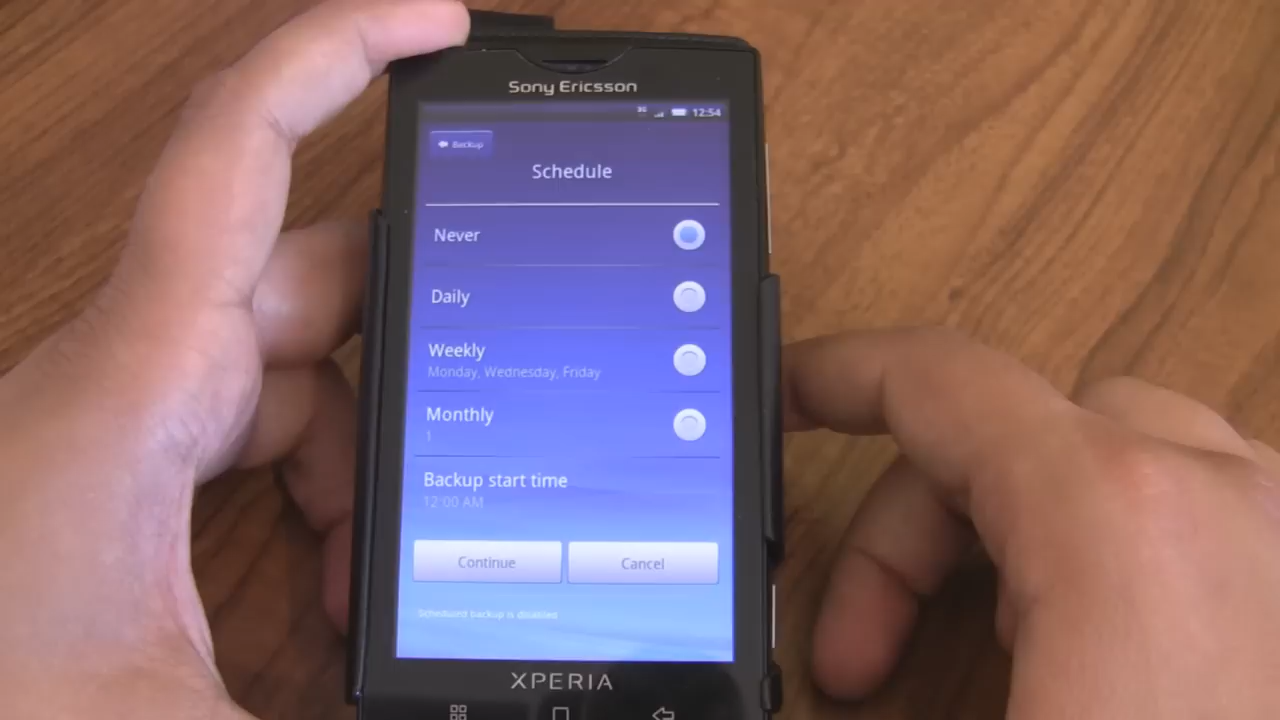 Sony Ericsson
3G 12:54
Backup
Schedule
Never
Daily
Weekly
Monday, Wednesday, Friday
Monthly
1
Backup start time
12:00 AM
Continue
Cancel
Scheduled backup is disabled
XPERIA